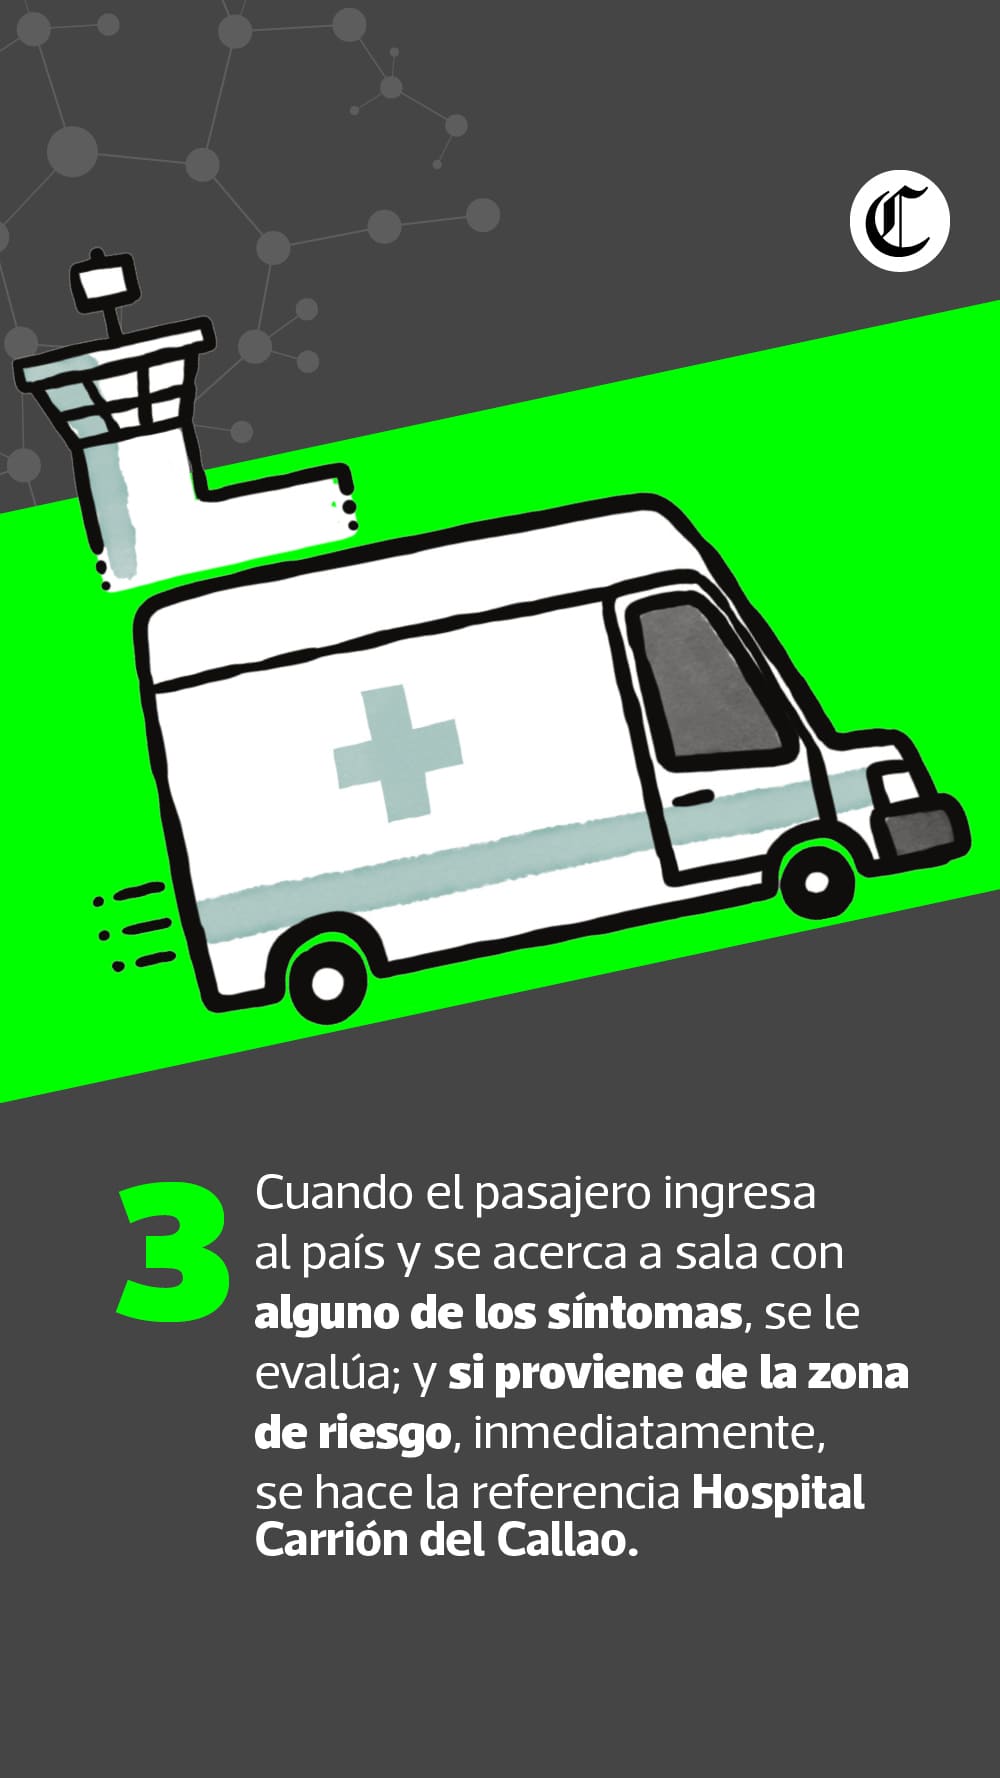 C
3
Cuando el pasajero ingresa
al país y se acerca a sala con
alguno de los síntomas, se le
evalúa; y si proviene de la zona
de riesgo, inmediatamente,
se hace la referencia Hospital
Carrión del Callao.